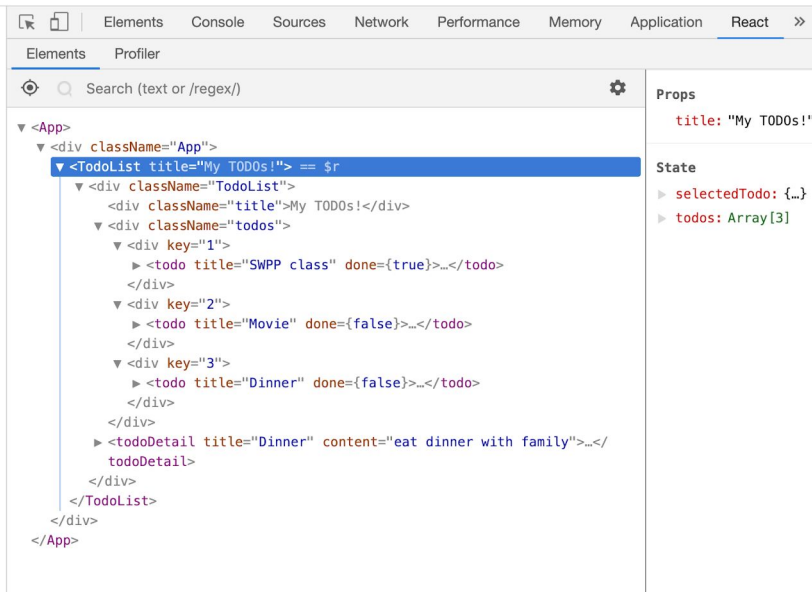 Elements Console Sources Network Performance Memory Application React »
Elements Profiler
Search (text or /regex/)
▼ <App>
▼ <div className="App">
▼ <TodoList title="My TODOs!"> == $r
▼ <div className="TodoList">
<div className="title">My TODOs!</div>
▼ <div className="todos">
▼ <div key="1">
▶ <todo title="SWPP class" done={true}>…</todo>
</div>
▼ <div key="2">
▶ <todo title="Movie" done={false}>…</todo>
</div>
▼ <div key="3">
▶ <todo title="Dinner" done={false}>…</todo>
</div>
</div>
▶ <todoDetail title="Dinner" content="eat dinner with family">…</
todoDetail>
</div>
</TodoList>
</div>
</App>
Props
title: "My TODOs!"
State
▶ selectedTodo: {…}
▶ todos: Array[3]